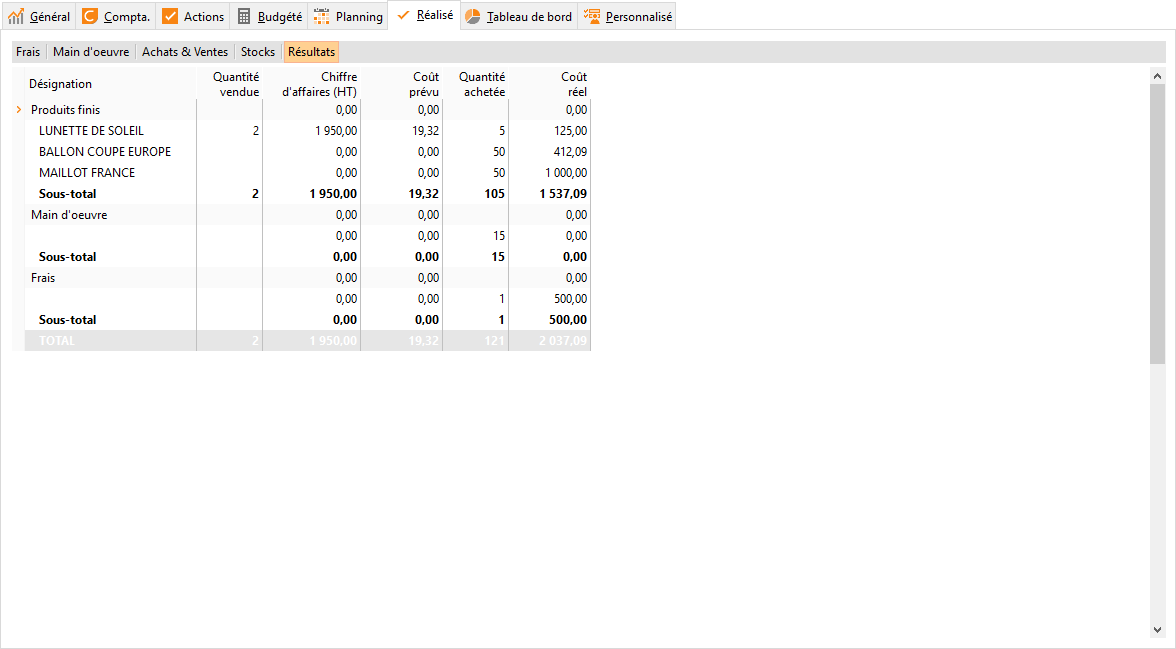 Général Compta. Actions Budgété Planning Réalisé Tableau de bord Personnalisé
Frais Main d'oeuvre Achats & Ventes Stocks Résultats
Désignation Quantité vendue Chiffre d'affaires (HT) Coût prévu Quantité achetée Coût réel
Produits finis 0,00 0,00 0,00
LUNETTE DE SOLEIL 2 1 950,00 19,32 5 125,00
BALLON COUPE EUROPE 0,00 0,00 50 412,09
MAILLOT FRANCE 0,00 0,00 50 1 000,00
Sous-total 2 1 950,00 19,32 105 1 537,09
Main d'oeuvre 0,00 0,00 0,00
0,00 0,00 15 0,00
Sous-total 0,00 0,00 15 0,00
Frais 0,00 0,00 0,00
0,00 0,00 1 500,00
Sous-total 0,00 0,00 1 500,00
TOTAL 2 1 950,00 19,32 121 2 037,09